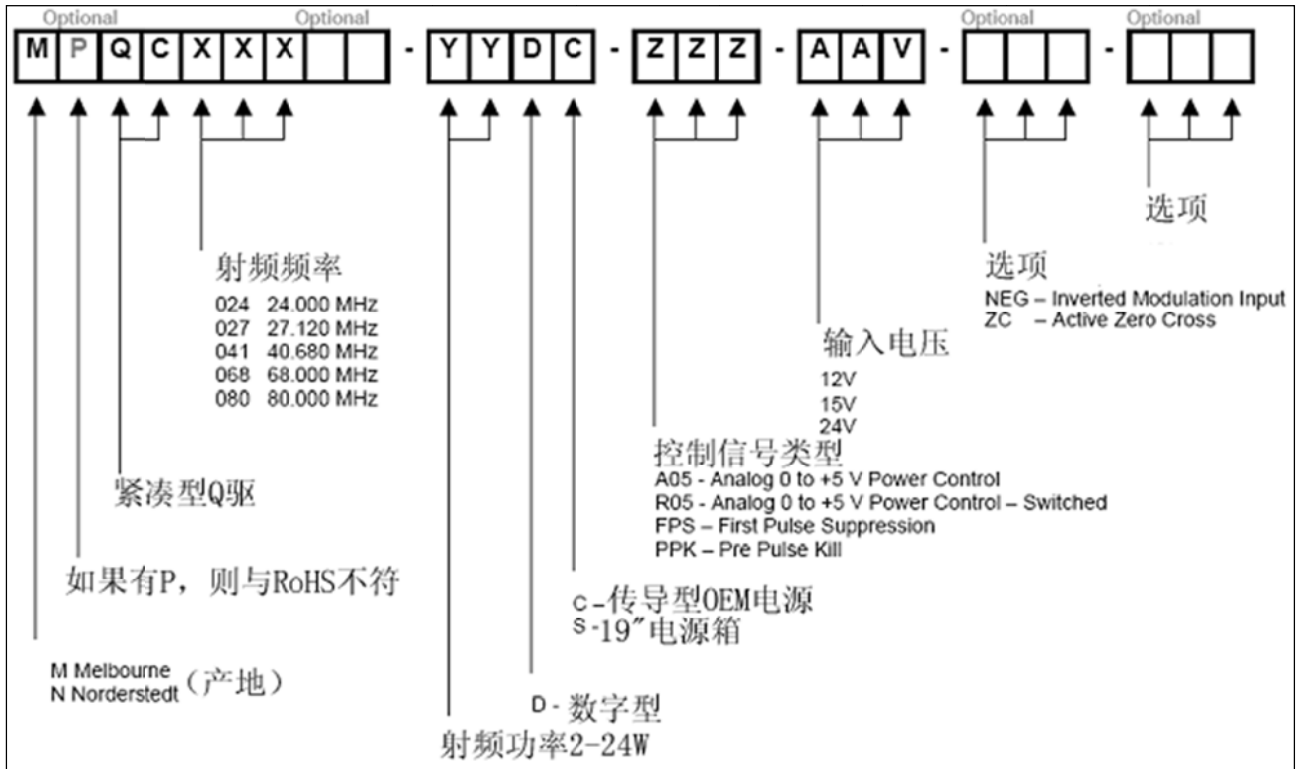 Optional Optional Optional Optional
M P Q C X X X - Y Y D C - Z Z Z - A A V - -
选项
射频频率
024 24.000 MHz
027 27.120 MHz
041 40.680 MHz
068 68.000 MHz
080 80.000 MHz
选项
NEG – Inverted Modulation Input
ZC – Active Zero Cross
输入电压
12V
15V
24V
控制信号类型
A05 - Analog 0 to +5 V Power Control
R05 - Analog 0 to +5 V Power Control – Switched
FPS – First Pulse Suppression
PPK – Pre Pulse Kill
紧凑型Q驱
如果有P，则与RoHS不符
C-传导型OEM电源
S-19″电源箱
M Melbourne
N Norderstedt（产地）
D - 数字型
射频功率2-24W